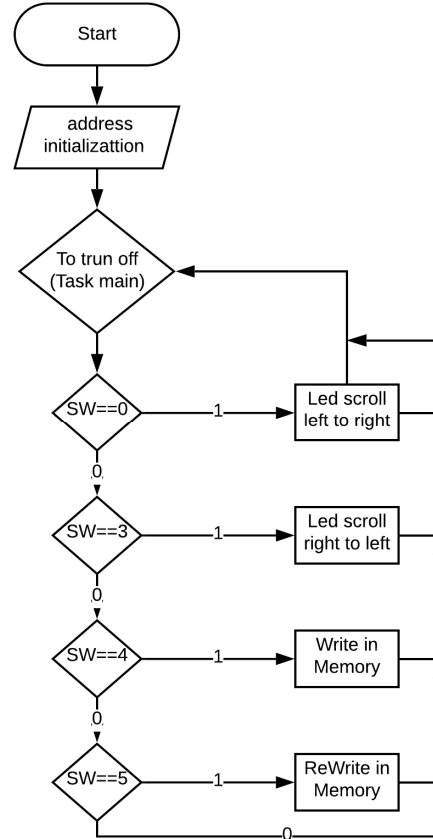 Start
address
initializattion
To trun off
(Task main)
SW==0
1
Led scroll
left to right
0
SW==3
1
Led scroll
right to left
0
SW==4
1
Write in
Memory
0
SW==5
1
ReWrite in
Memory
0